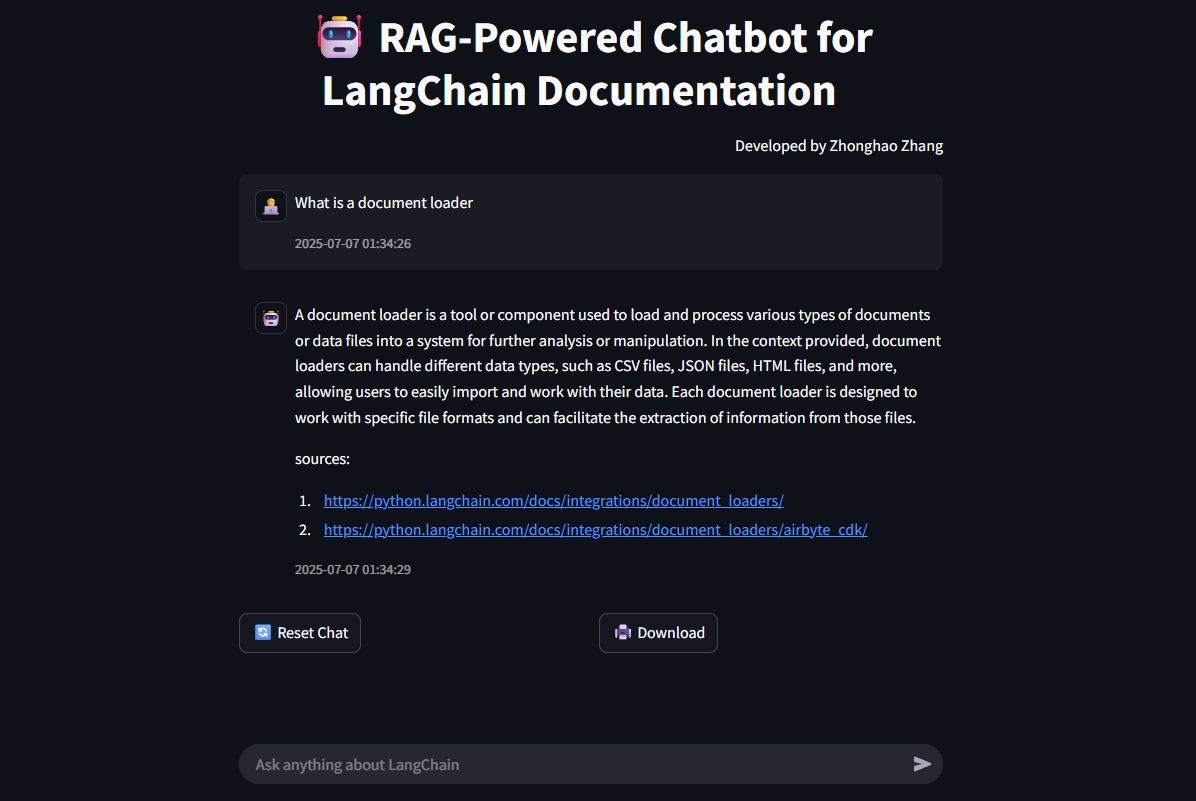 RAG-Powered Chatbot for
LangChain Documentation
Developed by Zhonghao Zhang
What is a document loader
2025-07-07 01:34:26
A document loader is a tool or component used to load and process various types of documents
or data files into a system for further analysis or manipulation. In the context provided, document
loaders can handle different data types, such as CSV files, JSON files, HTML files, and more,
allowing users to easily import and work with their data. Each document loader is designed to
work with specific file formats and can facilitate the extraction of information from those files.
sources:
1. https://python.langchain.com/docs/integrations/document_loaders/
2. https://python.langchain.com/docs/integrations/document_loaders/airbyte_cdk/
2025-07-07 01:34:29
Reset Chat
Download
Ask anything about LangChain